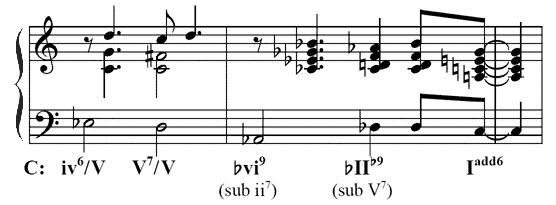 C: iv⁶/V V⁷/V ♭vi⁹ ♭II♭⁹ Iᵃᵈᵈ⁶
(sub ii⁷) (sub V⁷)